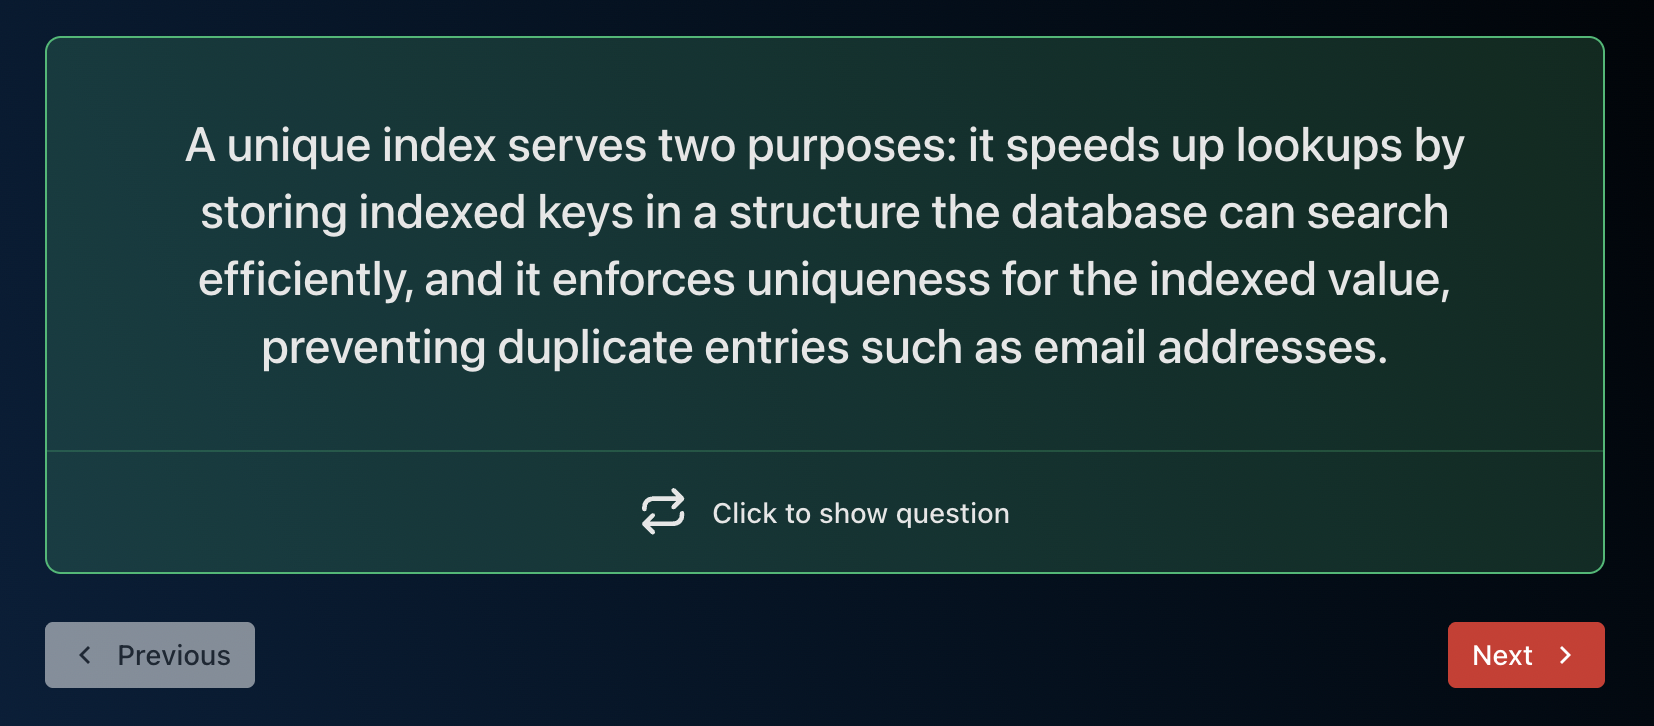 A unique index serves two purposes: it speeds up lookups by
storing indexed keys in a structure the database can search
efficiently, and it enforces uniqueness for the indexed value,
preventing duplicate entries such as email addresses.
Click to show question
Previous
Next